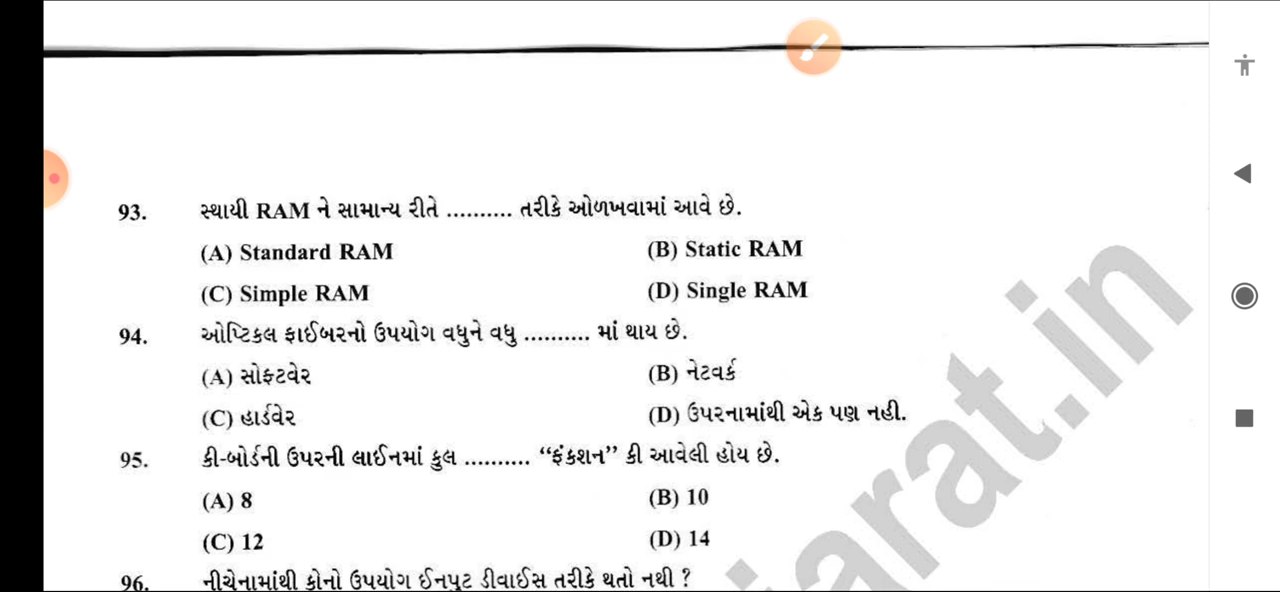 93. સ્થાયી RAM ને સામાન્ય રીતે .......... તરીકે ઓળખવામાં આવે છે.
(A) Standard RAM (B) Static RAM
(C) Simple RAM (D) Single RAM
94. ઓપ્ટિકલ ફાઈબરનો ઉપયોગ વધુને વધુ .......... માં થાય છે.
(A) સોફ્ટવેર (B) નેટવર્ક
(C) હાર્ડવેર (D) ઉપરનામાંથી એક પણ નહી.
95. કી-બોર્ડની ઉપરની લાઈનમાં કુલ .......... “ફંકશન” કી આવેલી હોય છે.
(A) 8 (B) 10
(C) 12 (D) 14
96. નીચેનામાંથી કોનો ઉપયોગ ઈનપુટ ડીવાઈસ તરીકે થતો નથી ?
jarat.in